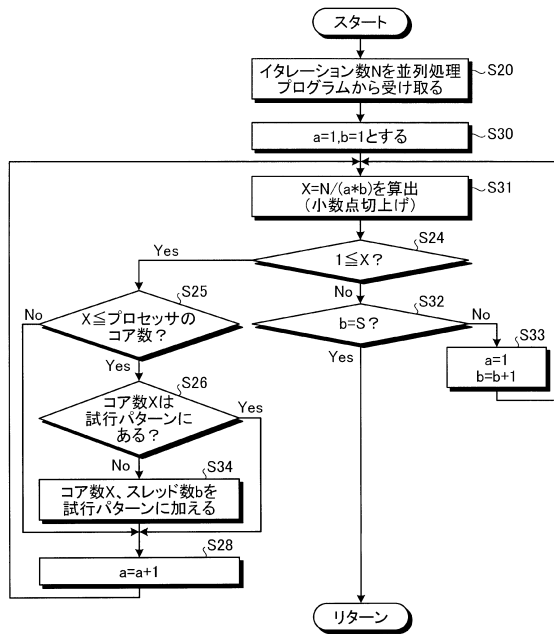 スタート
イタレーション数Nを並列処理
プログラムから受け取る
S20
a=1,b=1とする
S30
X=N/(a*b)を算出
(小数点切上げ)
S31
1≦X?
S24
Yes
No
X≦プロセッサの
コア数?
S25
No
Yes
b=S?
S32
No
Yes
a=1
b=b+1
S33
コア数Xは
試行パターンに
ある?
S26
Yes
No
コア数X、スレッド数bを
試行パターンに加える
S34
a=a+1
S28
リターン